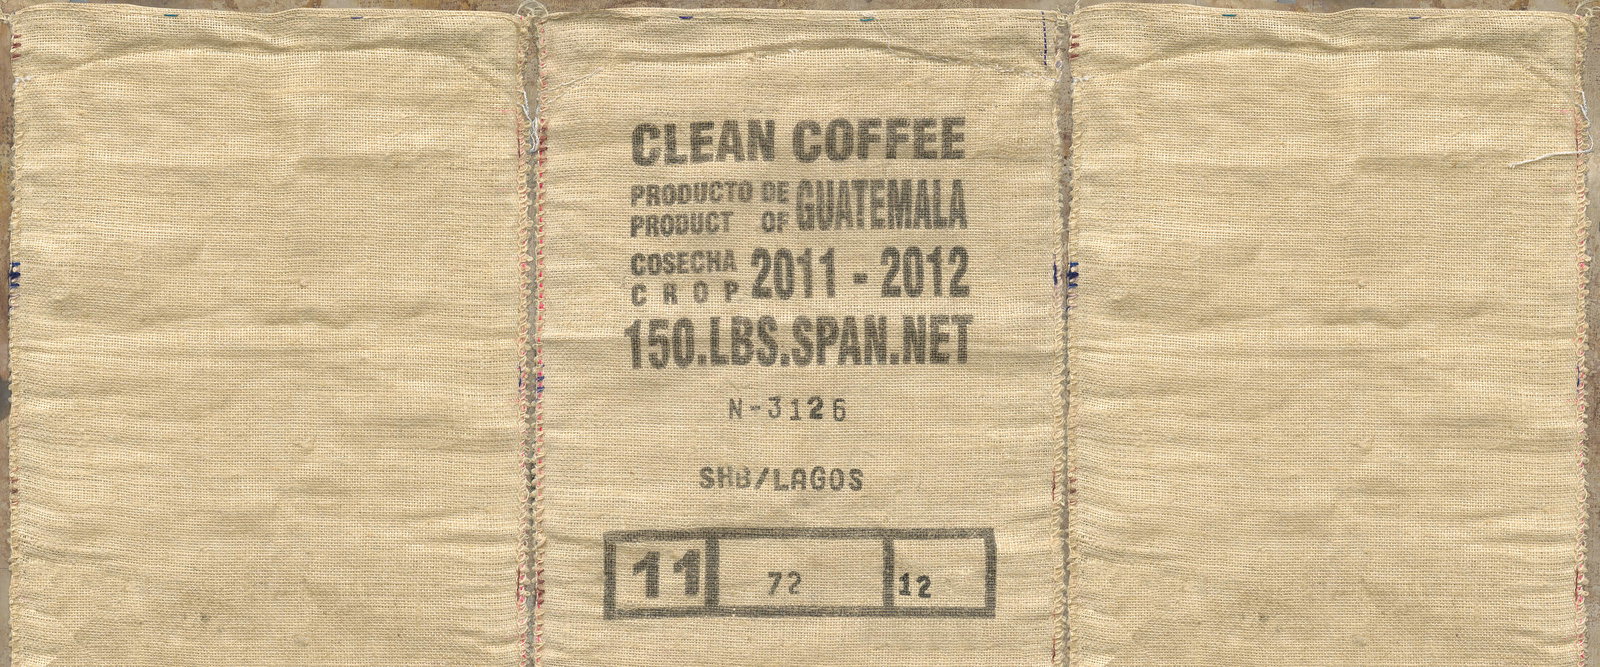 CLEAN COFFEE
PRODUCTO DE GUATEMALA
PRODUCT OF
COSECHA 2011 - 2012
CROP
150.LBS.SPAN.NET
N-3126
SHB/LAGOS
11 72 12